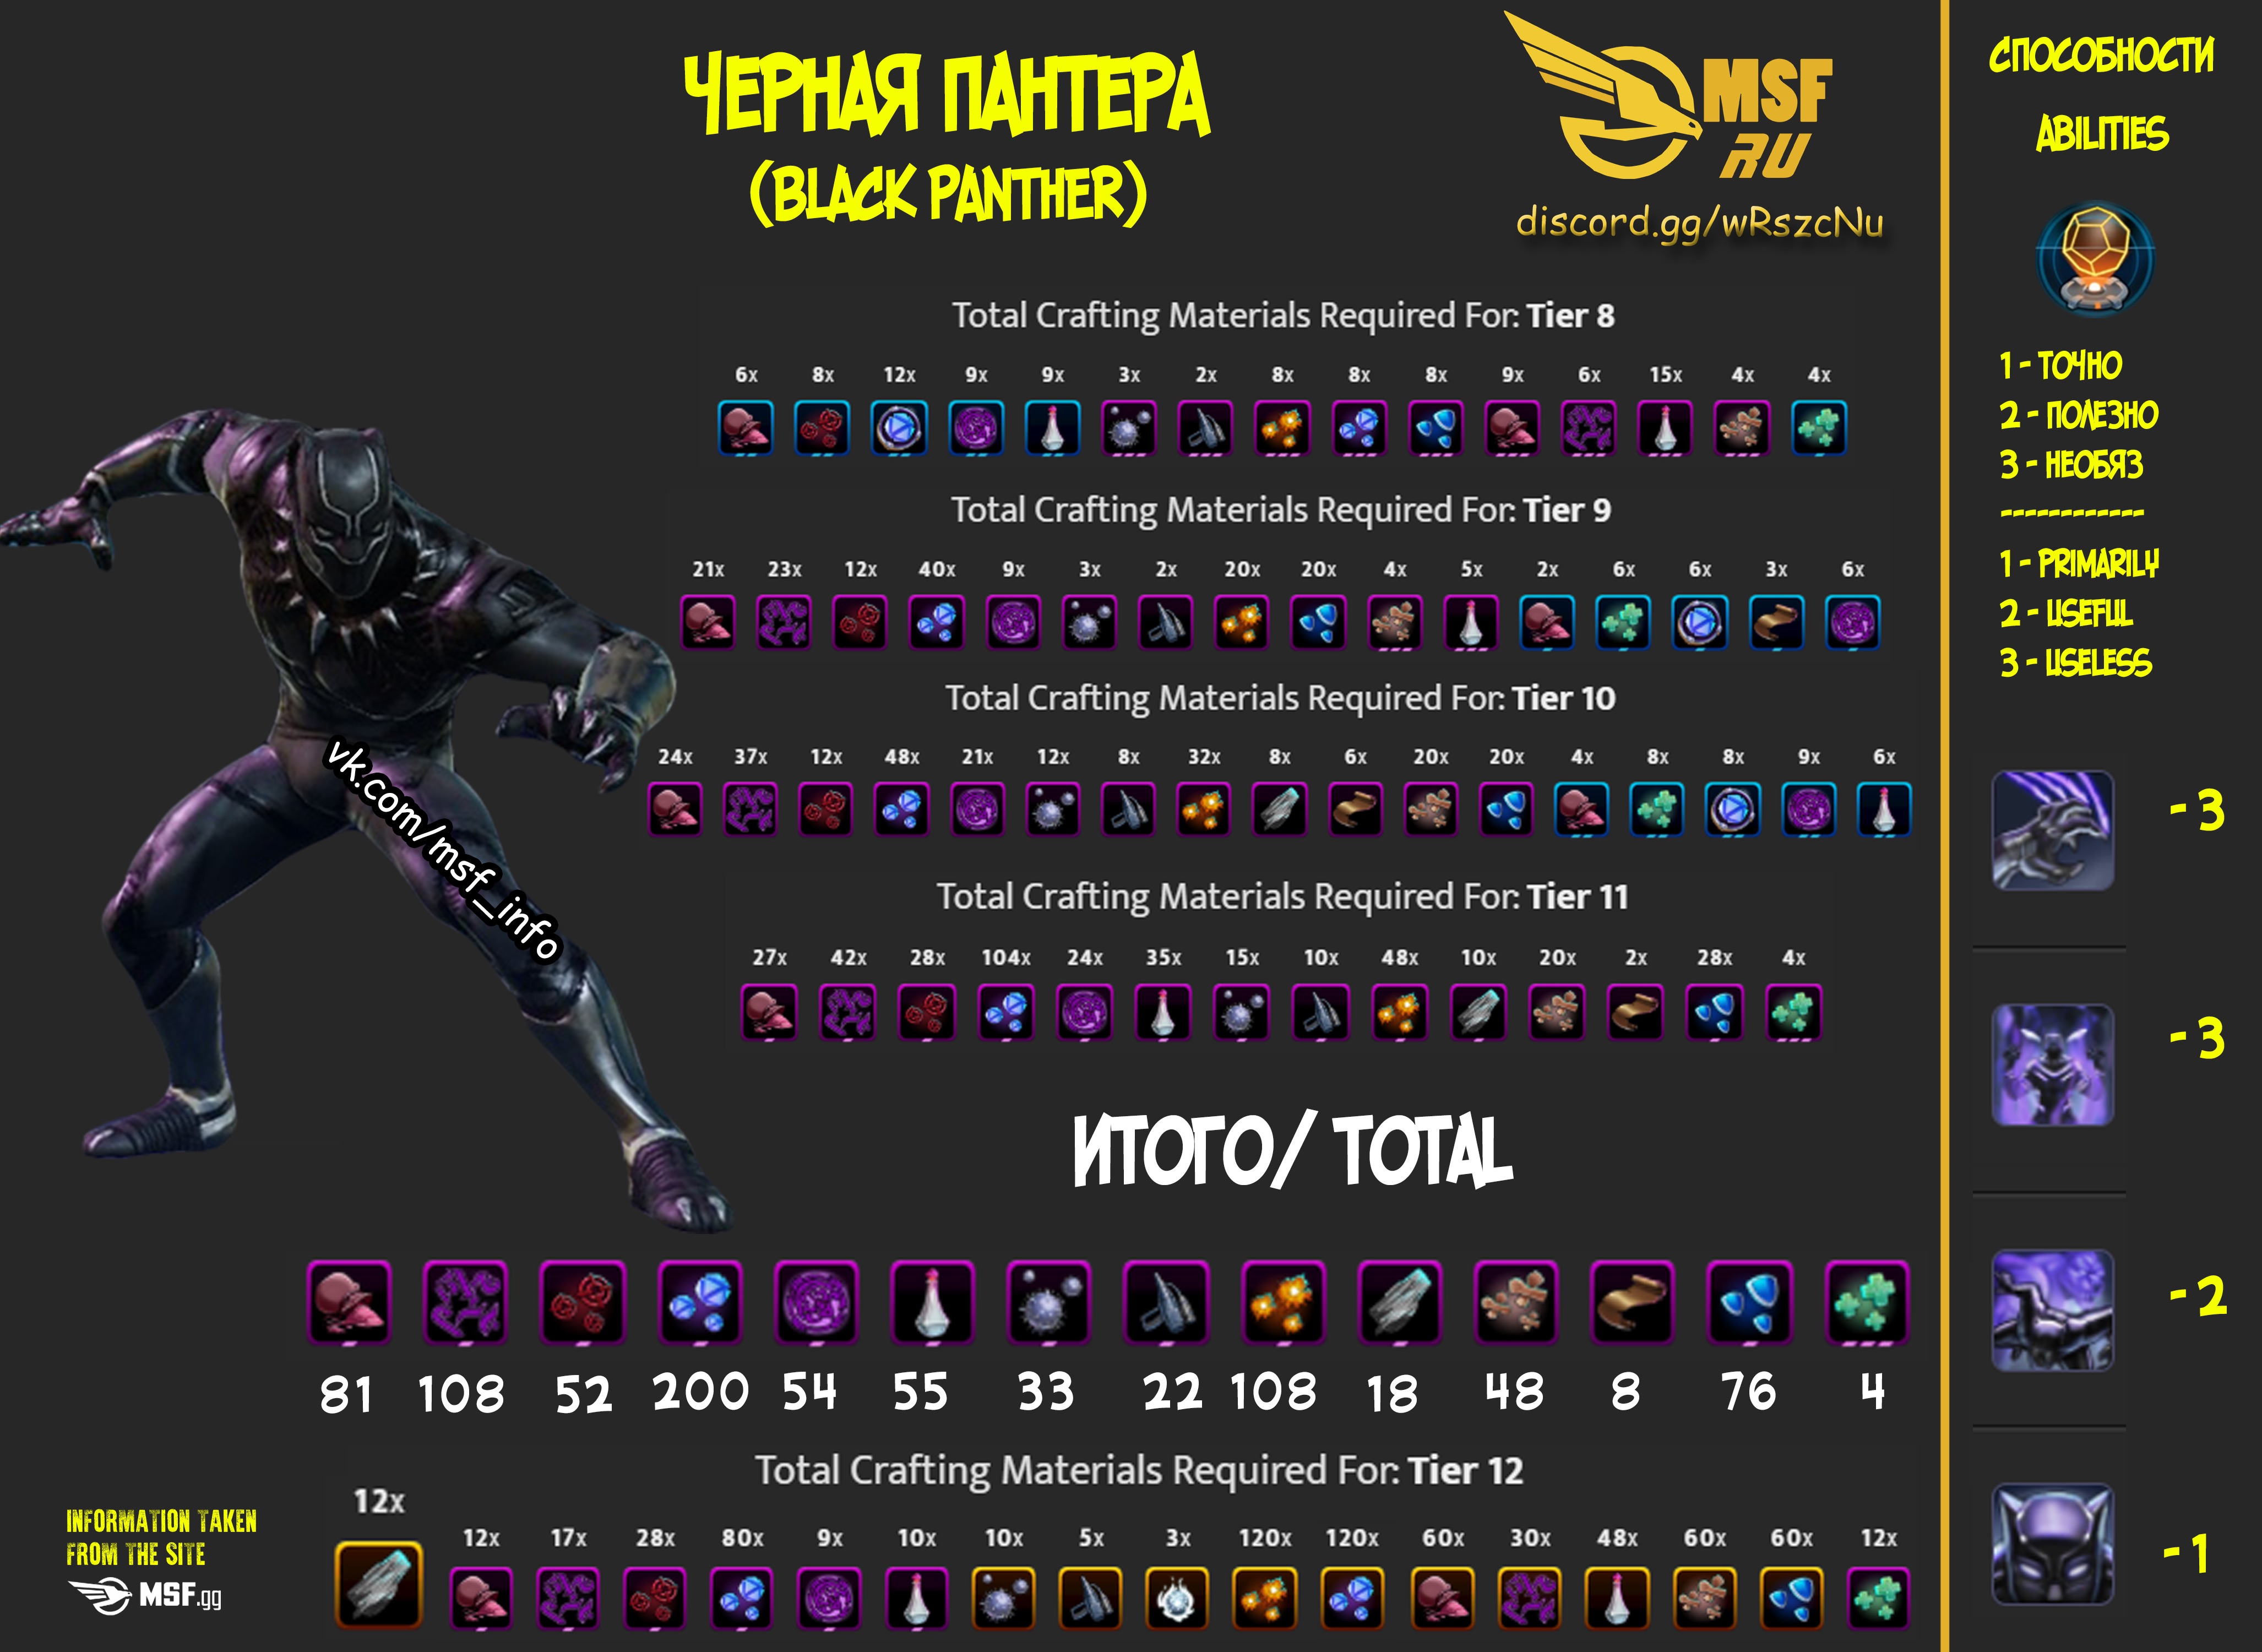 ЧЕРНАЯ ПАНТЕРА
(BLACK PANTHER)
MSF
RU
discord.gg/wRszcNu
Total Crafting Materials Required For: Tier 8
6x 8x 12x 9x 9x 3x 2x 8x 8x 8x 9x 6x 15x 4x 4x
Total Crafting Materials Required For: Tier 9
21x 23x 12x 40x 9x 3x 2x 20x 20x 4x 5x 2x 6x 6x 3x 6x
Total Crafting Materials Required For: Tier 10
24x 37x 12x 48x 21x 12x 8x 32x 8x 6x 20x 20x 4x 8x 8x 9x 6x
Total Crafting Materials Required For: Tier 11
27x 42x 28x 104x 24x 35x 15x 10x 48x 10x 20x 2x 28x 4x
vk.com/msf_info
ИТОГО/ TOTAL
81 108 52 200 54 55 33 22 108 18 48 8 76 4
Total Crafting Materials Required For: Tier 12
12x 12x 17x 28x 80x 9x 10x 10x 5x 3x 120x 120x 60x 30x 48x 60x 60x 12x
INFORMATION TAKEN
FROM THE SITE
MSF.gg
СПОСОБНОСТИ
ABILITIES
1 - ТОЧНО
2 - ПОЛЕЗНО
3 - НЕОБЯЗ
------------
1 - PRIMARILY
2 - USEFUL
3 - USELESS
- 3
- 3
- 2
- 1